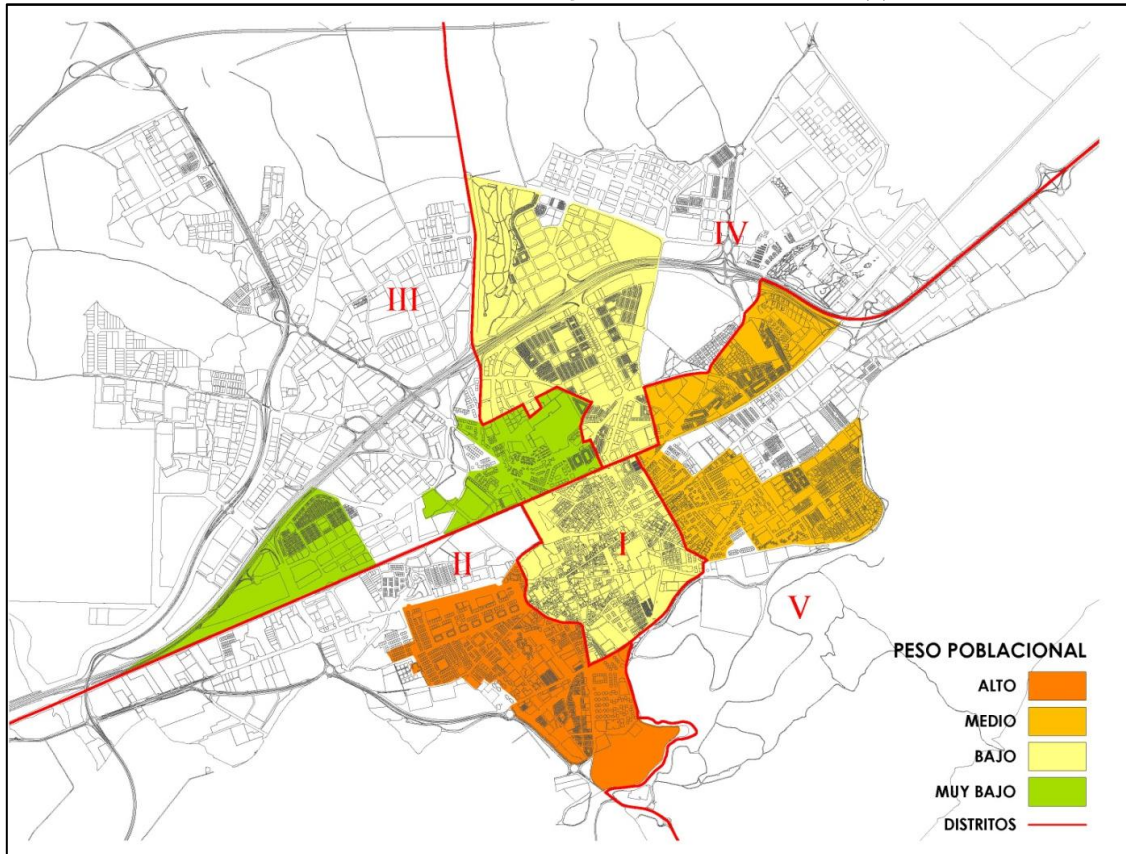 IV
III
I
II
V
PESO POBLACIONAL
ALTO
MEDIO
BAJO
MUY BAJO
DISTRITOS